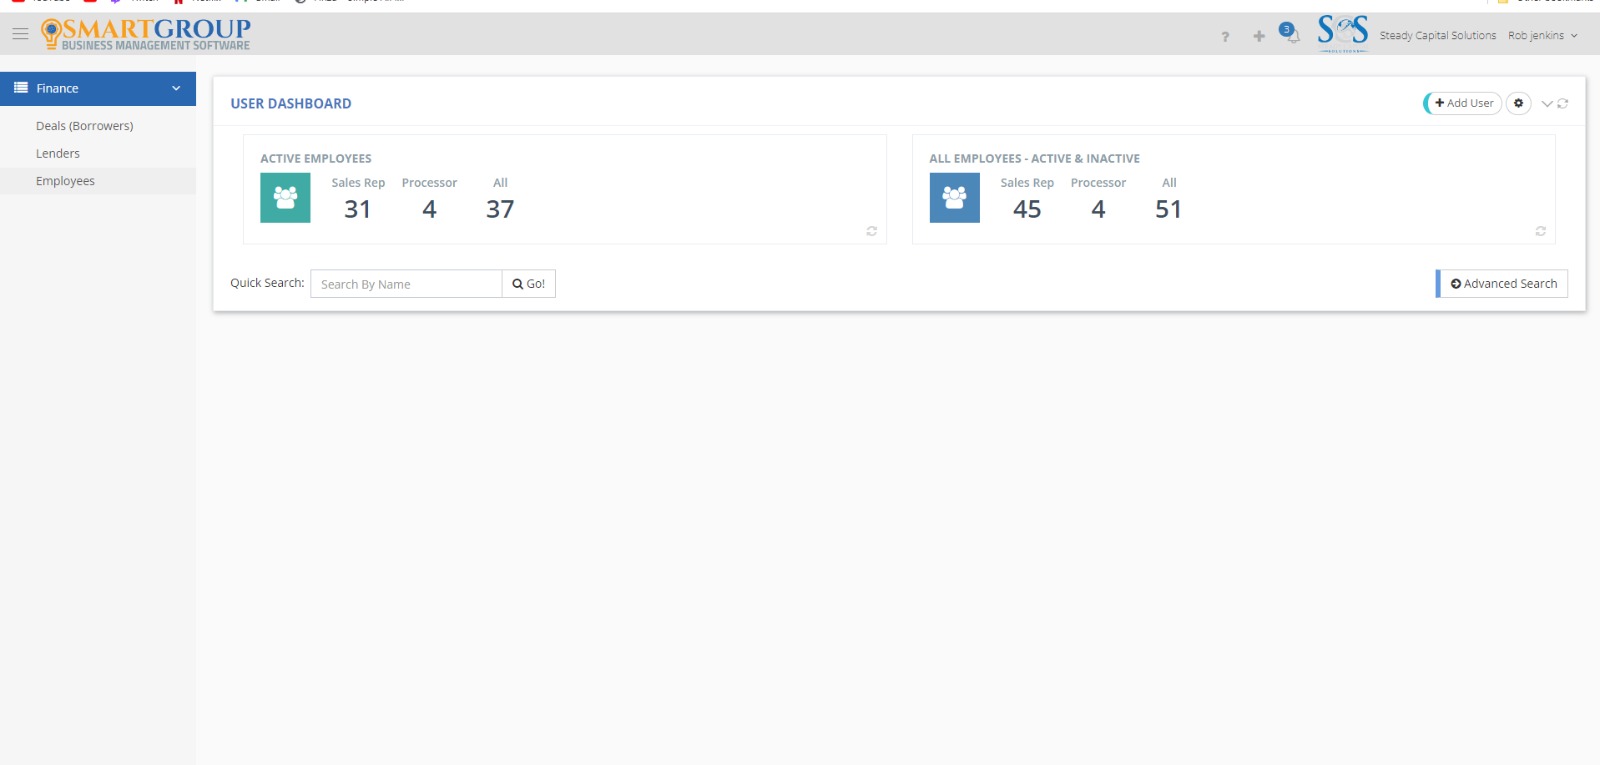 SMARTGROUP
BUSINESS MANAGEMENT SOFTWARE
?
3
SOS
SOLUTIONS
Steady Capital Solutions
Rob jenkins
Finance
Deals (Borrowers)
Lenders
Employees
USER DASHBOARD
Add User
ACTIVE EMPLOYEES
Sales Rep Processor All
31 4 37
ALL EMPLOYEES - ACTIVE & INACTIVE
Sales Rep Processor All
45 4 51
Quick Search:
Search By Name
Go!
Advanced Search